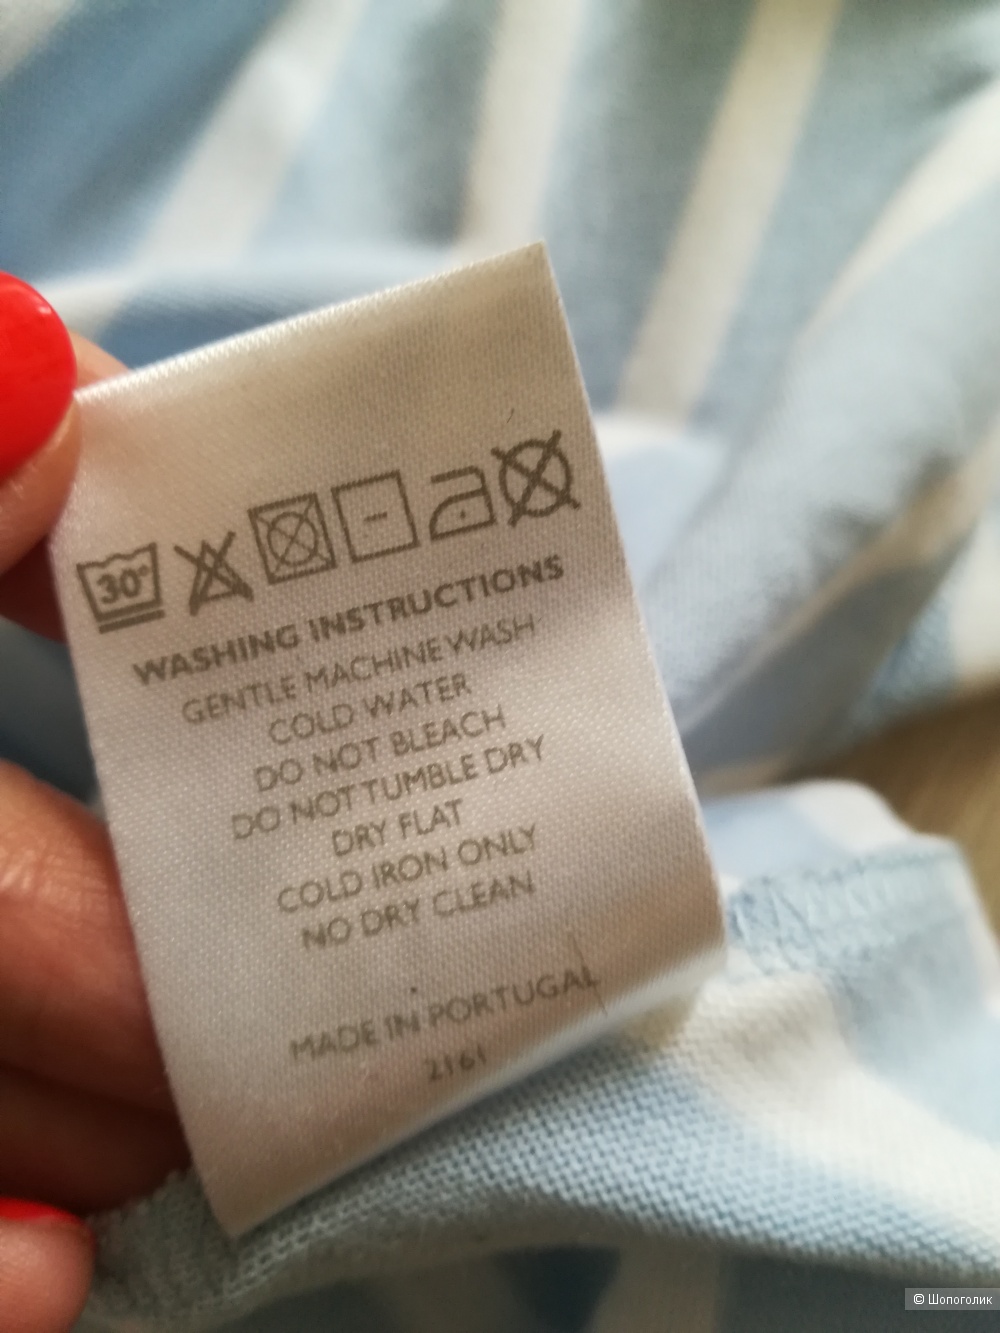 30°
WASHING INSTRUCTIONS
GENTLE MACHINE WASH
COLD WATER
DO NOT BLEACH
DO NOT TUMBLE DRY
DRY FLAT
COLD IRON ONLY
NO DRY CLEAN
MADE IN PORTUGAL
2161
© Шопоголик